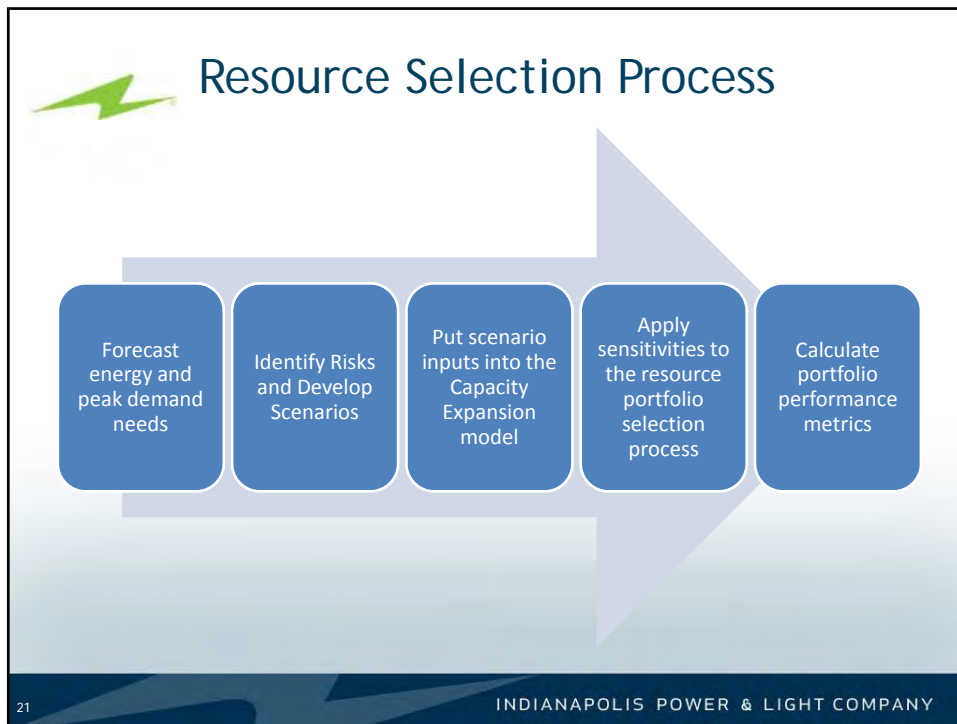 Resource Selection Process
Forecast
energy and
peak demand
needs
Identify Risks
and Develop
Scenarios
Put scenario
inputs into the
Capacity
Expansion
model
Apply
sensitivities to
the resource
portfolio
selection
process
Calculate
portfolio
performance
metrics
21
INDIANAPOLIS POWER & LIGHT COMPANY